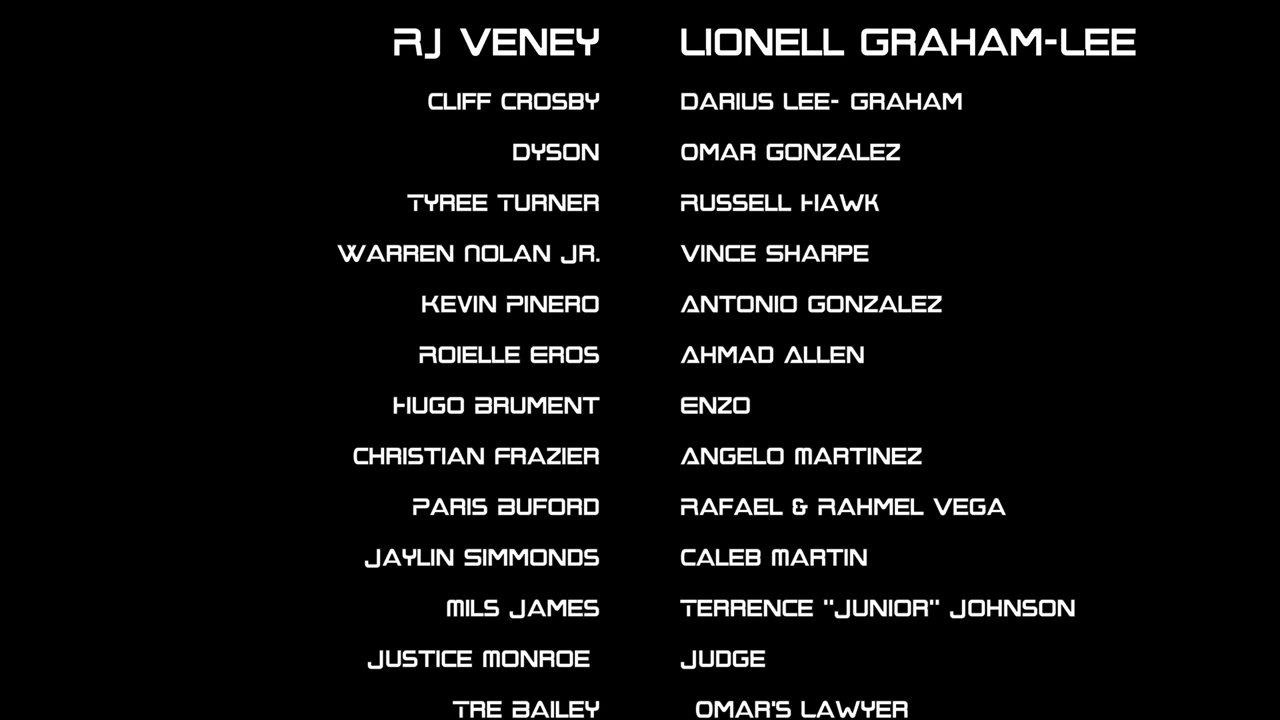 RJ VENEY LIONELL GRAHAM-LEE
CLIFF CROSBY DARIUS LEE- GRAHAM
DYSON OMAR GONZALEZ
TYREE TURNER RUSSELL HAWK
WARREN NOLAN JR. VINCE SHARPE
KEVIN PINERO ANTONIO GONZALEZ
ROIELLE EROS AHMAD ALLEN
HUGO BRUMENT ENZO
CHRISTIAN FRAZIER ANGELO MARTINEZ
PARIS BUFORD RAFAEL & RAHMEL VEGA
JAYLIN SIMMONDS CALEB MARTIN
MILS JAMES TERRENCE "JUNIOR" JOHNSON
JUSTICE MONROE JUDGE
TRE BAILEY OMAR'S LAWYER